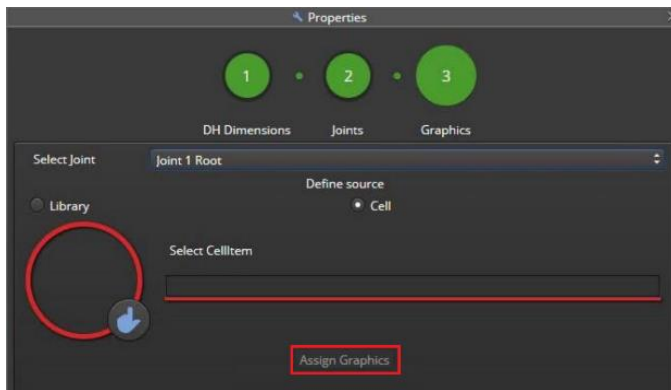 Properties
1
2
3
DH Dimensions
Joints
Graphics
Select Joint
Joint 1 Root
Define source
Library
Cell
Select CellItem
Assign Graphics